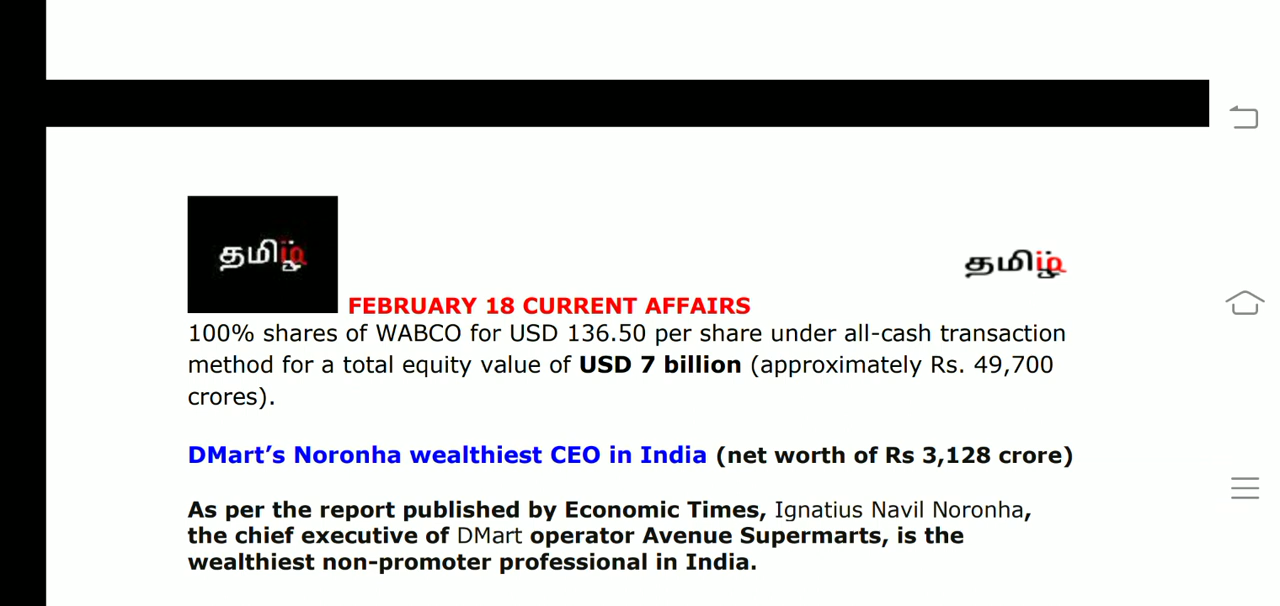 தமிழ்
தமிழ்
FEBRUARY 18 CURRENT AFFAIRS
100% shares of WABCO for USD 136.50 per share under all-cash transaction
method for a total equity value of USD 7 billion (approximately Rs. 49,700
crores).
DMart’s Noronha wealthiest CEO in India (net worth of Rs 3,128 crore)
As per the report published by Economic Times, Ignatius Navil Noronha,
the chief executive of DMart operator Avenue Supermarts, is the
wealthiest non-promoter professional in India.